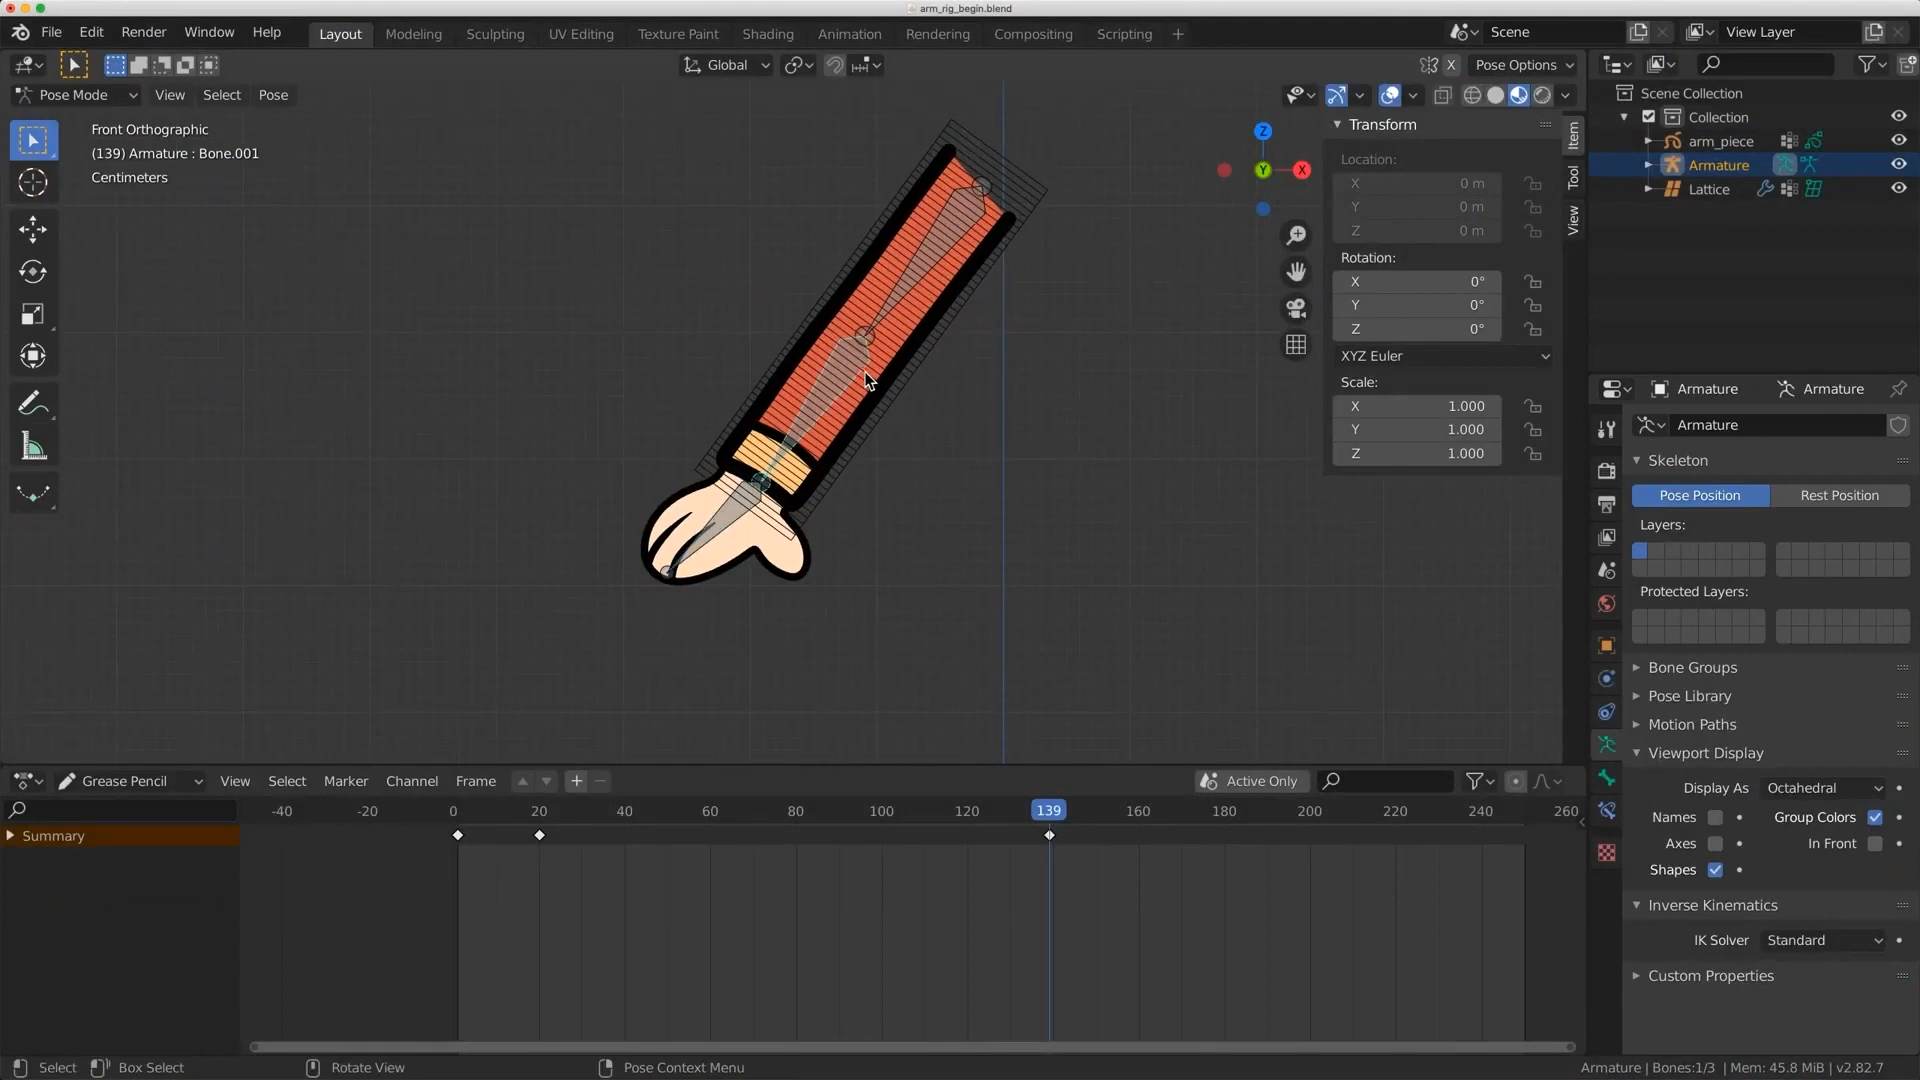 arm_rig_begin.blend
File Edit Render Window Help Layout Modeling Sculpting UV Editing Texture Paint Shading Animation Rendering Compositing Scripting + Scene View Layer
Global X Pose Options
Pose Mode View Select Pose
Front Orthographic
(139) Armature : Bone.001
Centimeters
Z
Y
X
Transform
Location:
X 0 m
Y 0 m
Z 0 m
Rotation:
X 0°
Y 0°
Z 0°
XYZ Euler
Scale:
X 1.000
Y 1.000
Z 1.000
Item
Tool
View
Scene Collection
Collection
arm_piece
Armature
Lattice
Armature Armature
Armature
Skeleton
Pose Position Rest Position
Layers:
Protected Layers:
Bone Groups
Pose Library
Motion Paths
Viewport Display
Display As Octahedral
Names Group Colors
Axes In Front
Shapes
Inverse Kinematics
IK Solver Standard
Custom Properties
Grease Pencil View Select Marker Channel Frame Active Only
-40 -20 0 20 40 60 80 100 120 139 160 180 200 220 240 260
Summary
Select Box Select Rotate View Pose Context Menu Armature | Bones:1/3 | Mem: 45.8 MiB | v2.82.7